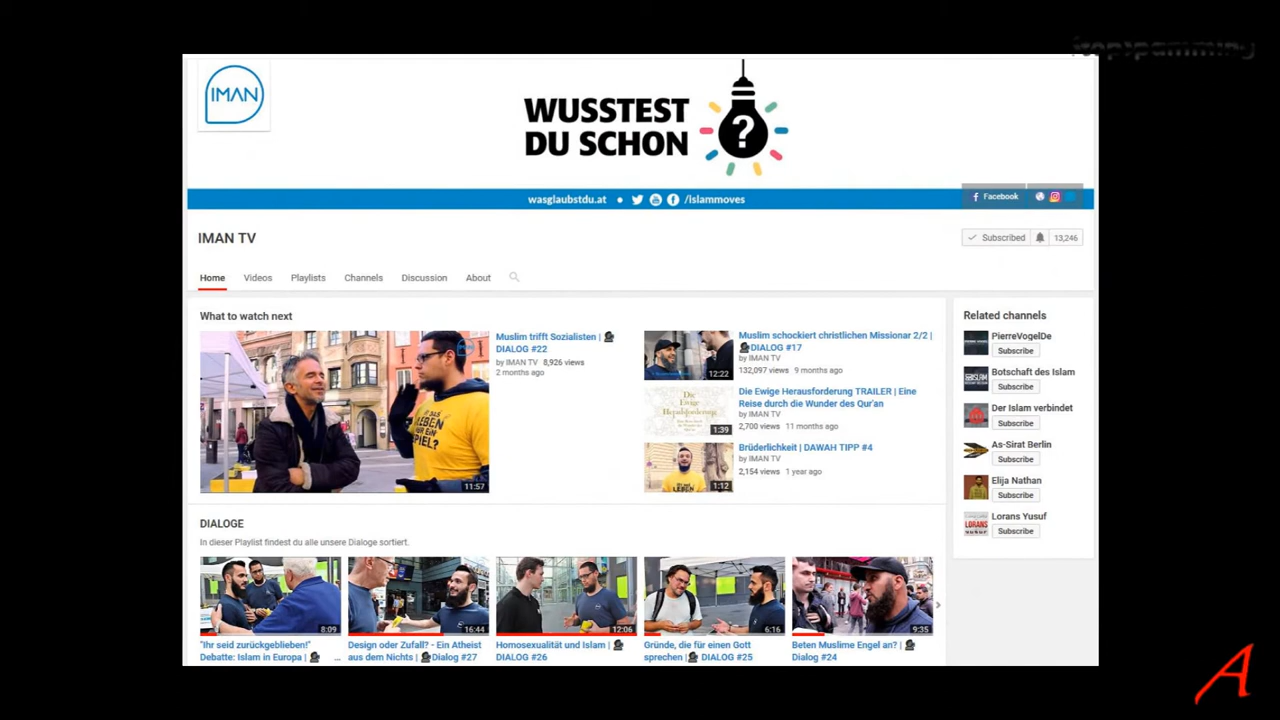 IMAN
WUSSTEST
DU SCHON
?
wasglaubstdu.at • /islammoves
Facebook
IMAN TV
Subscribed 13,246
Home Videos Playlists Channels Discussion About
What to watch next
Muslim trifft Sozialisten |
DIALOG #22
by IMAN TV 8,926 views
2 months ago
11:57
Muslim schockiert christlichen Missionar 2/2 |
DIALOG #17
by IMAN TV
132,097 views 9 months ago
12:22
Die Ewige Herausforderung TRAILER | Eine
Reise durch die Wunder des Qur'an
by IMAN TV
2,700 views 11 months ago
Die
Ewige
Herausforderung
1:39
Brüderlichkeit | DAWAH TIPP #4
by IMAN TV
2,154 views 1 year ago
1:12
Related channels
PierreVogelDe
Subscribe
Botschaft des Islam
Subscribe
Der Islam verbindet
Subscribe
As-Sirat Berlin
Subscribe
Elija Nathan
Subscribe
Lorans Yusuf
Subscribe
DIALOGE
In dieser Playlist findest du alle unsere Dialoge sortiert.
8:09
16:44
12:06
6:16
9:35
"Ihr seid zurückgeblieben!"
Debatte: Islam in Europa | ...
Design oder Zufall? - Ein Atheist
aus dem Nichts | Dialog #27
Homosexualität und Islam |
DIALOG #26
Gründe, die für einen Gott
sprechen | DIALOG #25
Beten Muslime Engel an? |
Dialog #24
A